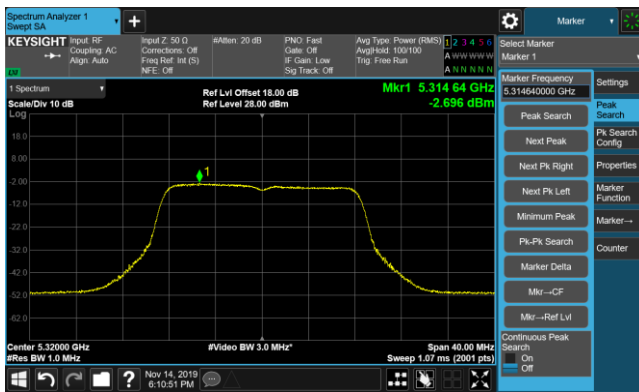 Spectrum Analyzer 1
Swept SA
Marker
KEYSIGHT
Input: RF
Coupling: AC
Align: Auto
Input Z: 50 Ω
Corrections: Off
Freq Ref: Int (S)
NFE: Off
#Atten: 20 dB
PNO: Fast
Gate: Off
IF Gain: Low
Sig Track: Off
Avg Type: Power (RMS)
Avg|Hold: 100/100
Trig: Free Run
1 2 3 4 5 6
A W W W W W
A N N N N N
Select Marker
Marker 1
LXI
1 Spectrum
Scale/Div 10 dB
Log
Ref Lvl Offset 18.00 dB
Ref Level 28.00 dBm
Mkr1 5.314 64 GHz
-2.696 dBm
1
18.0
8.00
-2.00
-12.0
-22.0
-32.0
-42.0
-52.0
-62.0
Center 5.32000 GHz
#Res BW 1.0 MHz
#Video BW 3.0 MHz*
Span 40.00 MHz
Sweep 1.07 ms (2001 pts)
Marker Frequency
5.314640000 GHz
Peak Search
Next Peak
Next Pk Right
Next Pk Left
Minimum Peak
Pk-Pk Search
Marker Delta
Mkr→CF
Mkr→Ref Lvl
Continuous Peak
Search
On
Off
Settings
Peak
Search
Pk Search
Config
Properties
Marker
Function
Marker→
Counter
?
Nov 14, 2019
6:10:51 PM